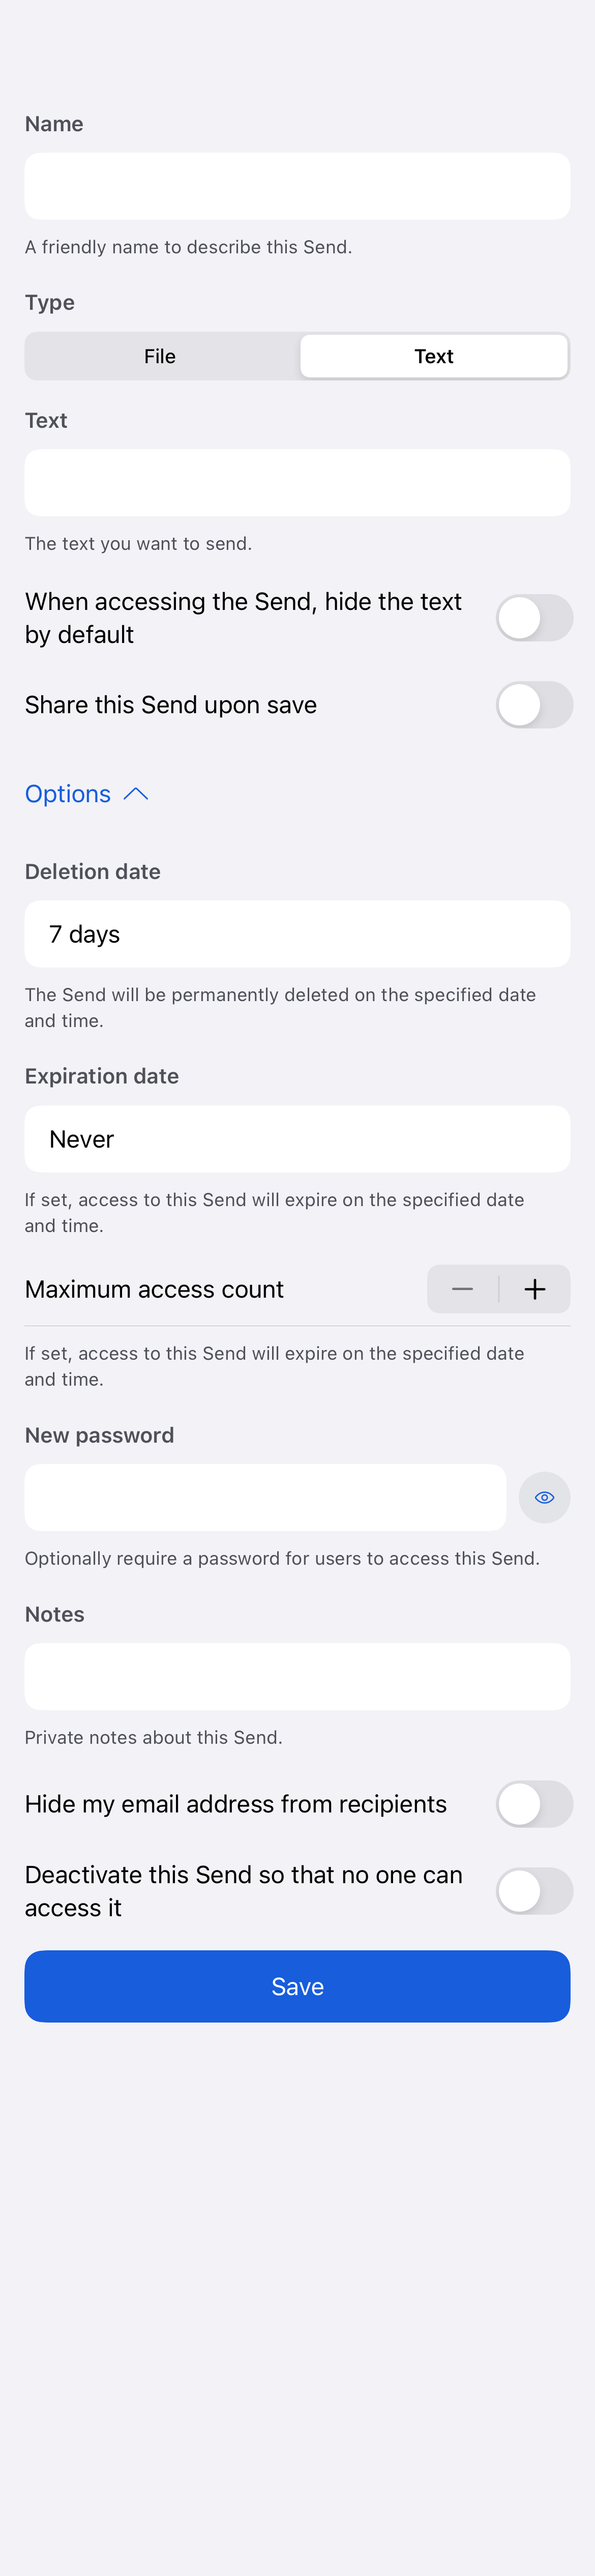 Name
A friendly name to describe this Send.
Type
File
Text
Text
The text you want to send.
When accessing the Send, hide the text
by default
Share this Send upon save
Options
Deletion date
7 days
The Send will be permanently deleted on the specified date
and time.
Expiration date
Never
If set, access to this Send will expire on the specified date
and time.
Maximum access count
If set, access to this Send will expire on the specified date
and time.
New password
Optionally require a password for users to access this Send.
Notes
Private notes about this Send.
Hide my email address from recipients
Deactivate this Send so that no one can
access it
Save